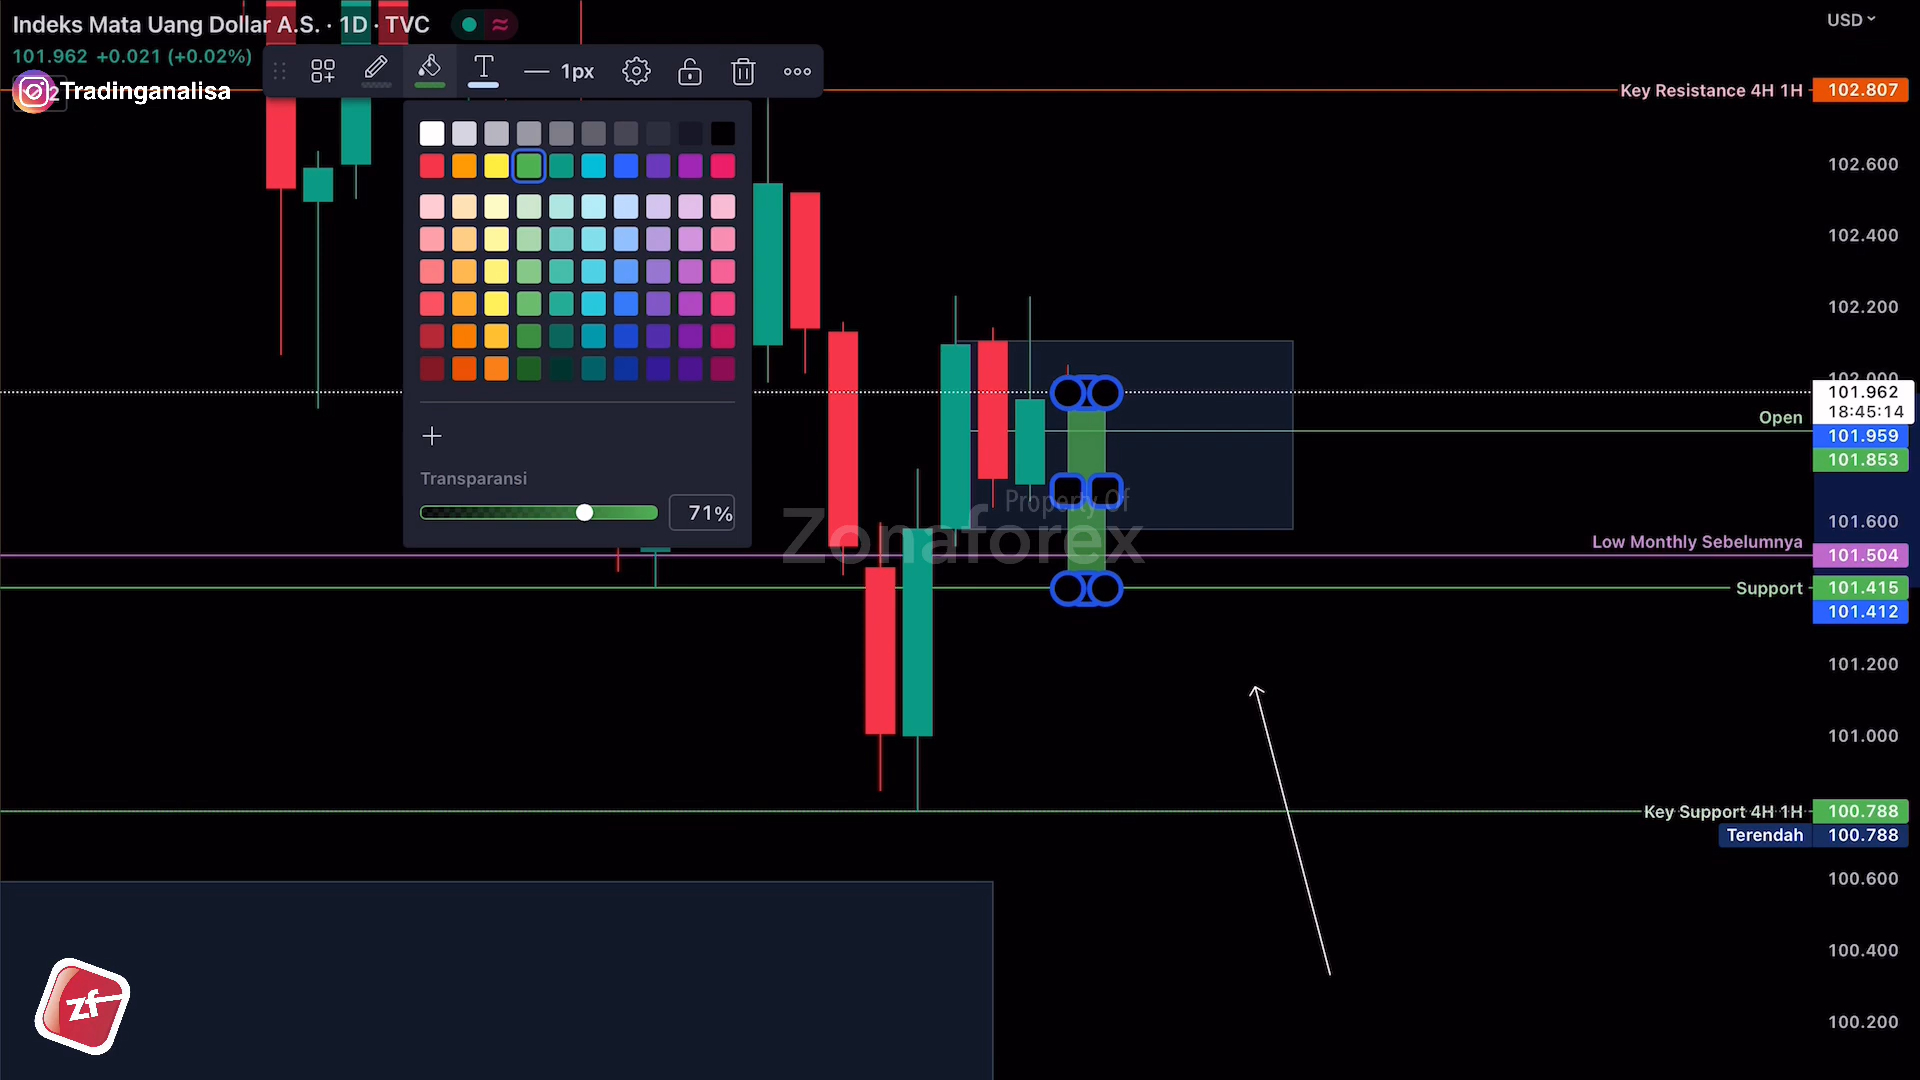 Indeks Mata Uang Dollar A.S. · 1D · TVC
USD
101.962 +0.021 (+0.02%)
Tradinganalisa
T
1px
Key Resistance 4H 1H
102.807
102.600
102.400
102.200
102.000
101.962
18:45:14
Open
101.959
101.853
Transparansi
71%
Property Of
Zonaforex
101.600
Low Monthly Sebelumnya
101.504
Support
101.415
101.412
101.200
101.000
Key Support 4H 1H
100.788
Terendah
100.788
100.600
100.400
100.200
zf